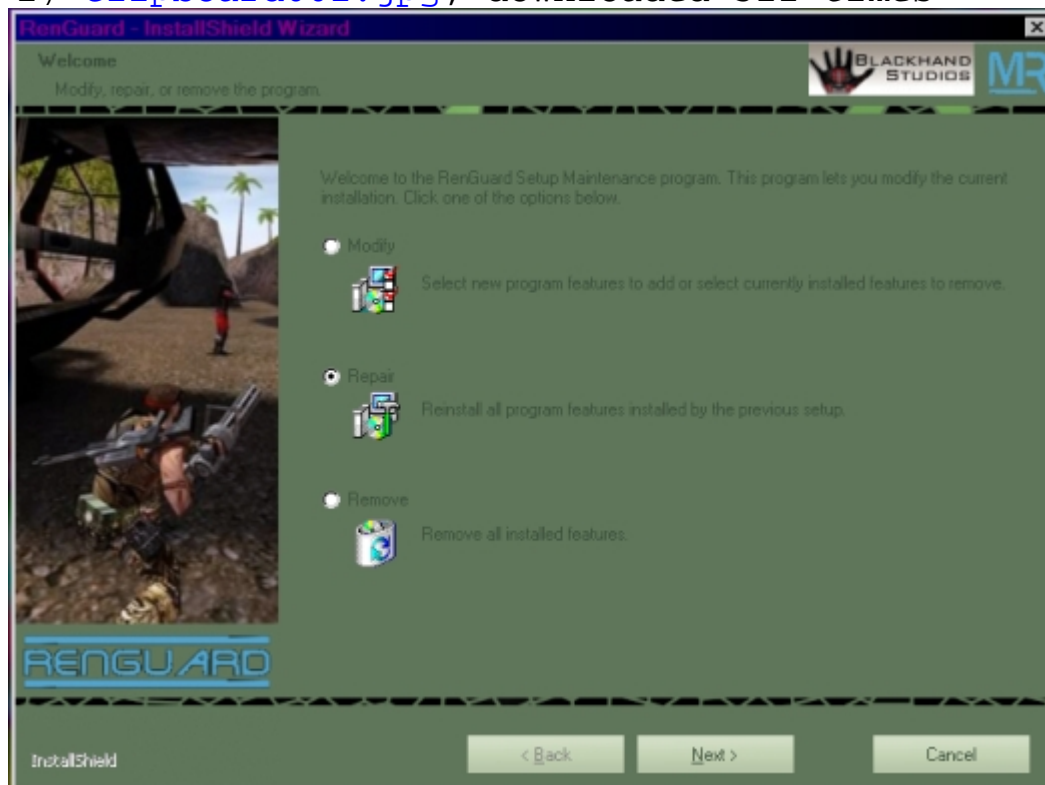 RenGuard - InstallShield Wizard
Welcome
Modify, repair, or remove the program.
BLACKHAND
STUDIOS
MR
Welcome to the RenGuard Setup Maintenance program. This program lets you modify the current
installation. Click one of the options below.
Modify
Select new program features to add or select currently installed features to remove.
Repair
Reinstall all program features installed by the previous setup.
Remove
Remove all installed features.
RENGUARD
InstallShield
< Back
Next >
Cancel